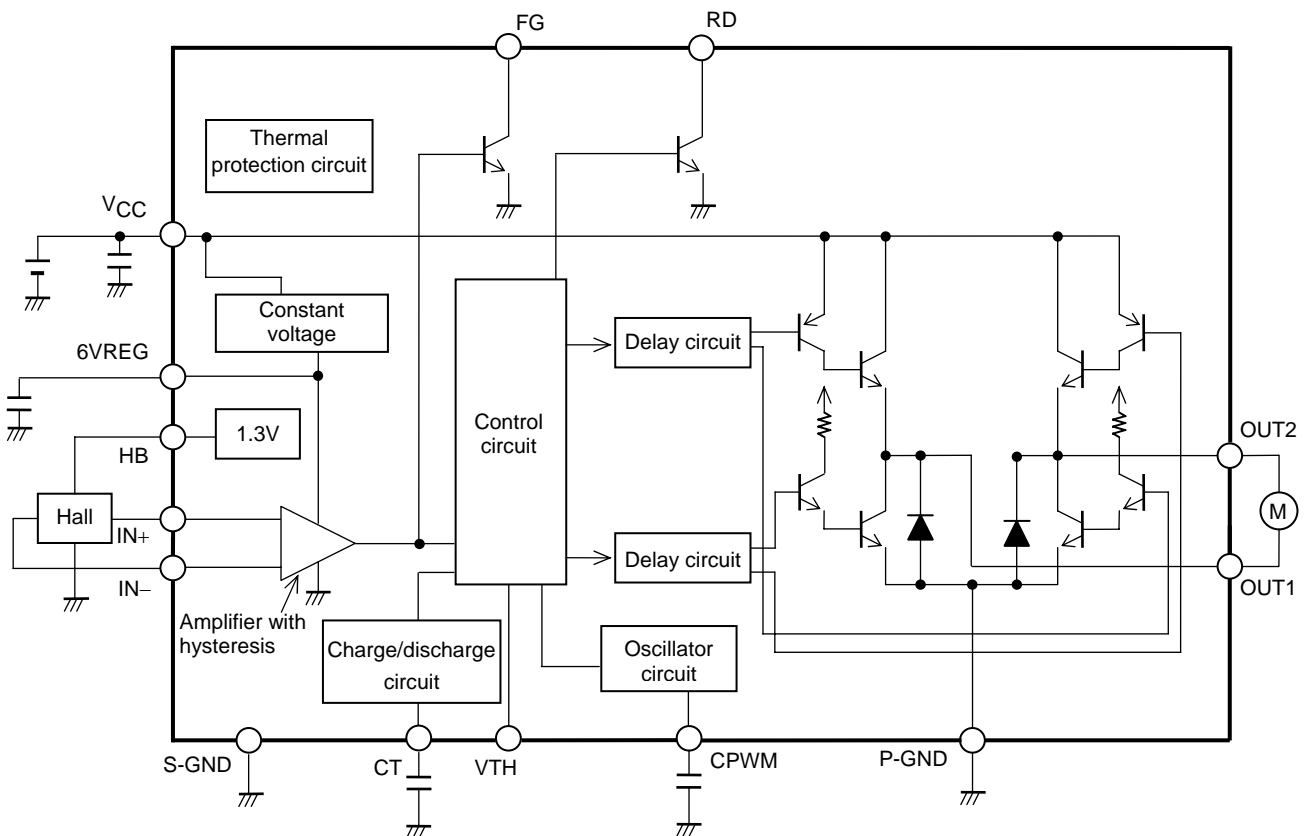 FG
RD
Thermal
protection circuit
VCC
Constant
voltage
6VREG
1.3V
HB
Hall
IN+
IN−
Amplifier with
hysteresis
Control
circuit
Delay circuit
Delay circuit
Charge/discharge
circuit
Oscillator
circuit
OUT2
M
OUT1
S-GND
CT
VTH
CPWM
P-GND